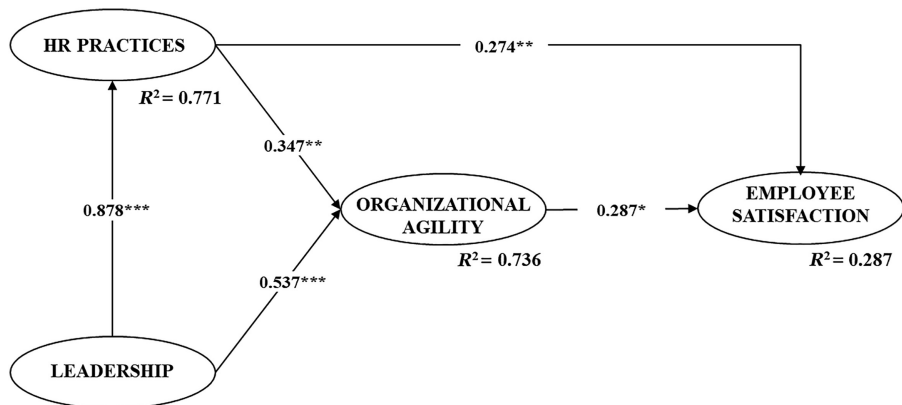 HR PRACTICES
0.274**
R² = 0.771
0.347**
0.878***
ORGANIZATIONAL
AGILITY
0.287*
EMPLOYEE
SATISFACTION
R² = 0.736
R² = 0.287
0.537***
LEADERSHIP